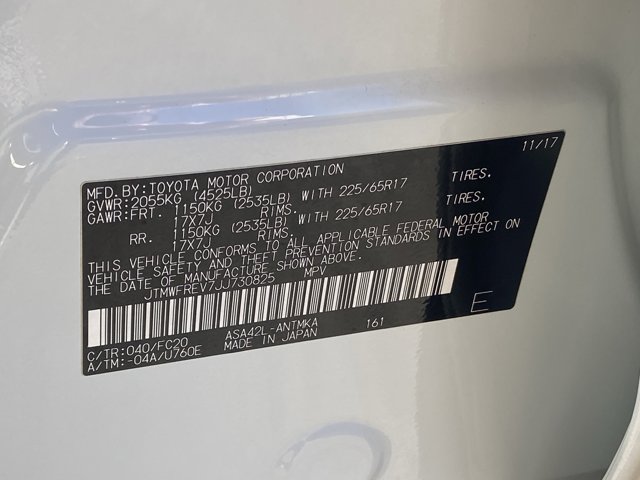 11/17
MFD.BY:TOYOTA MOTOR CORPORATION
GVWR:2055KG (4525LB)
GAWR:FRT. 1150KG (2535LB) WITH 225/65R17 TIRES.
17X7J RIMS.
RR. 1150KG (2535LB) WITH 225/65R17 TIRES.
17X7J RIMS.
THIS VEHICLE CONFORMS TO ALL APPLICABLE FEDERAL MOTOR
VEHICLE SAFETY AND THEFT PREVENTION STANDARDS IN EFFECT ON
THE DATE OF MANUFACTURE SHOWN ABOVE.
JTMWFREV7JJ730825 MPV
E
C/TR:040/FC20 ASA42L-ANTMKA 161
A/TM:-04A/U760E MADE IN JAPAN